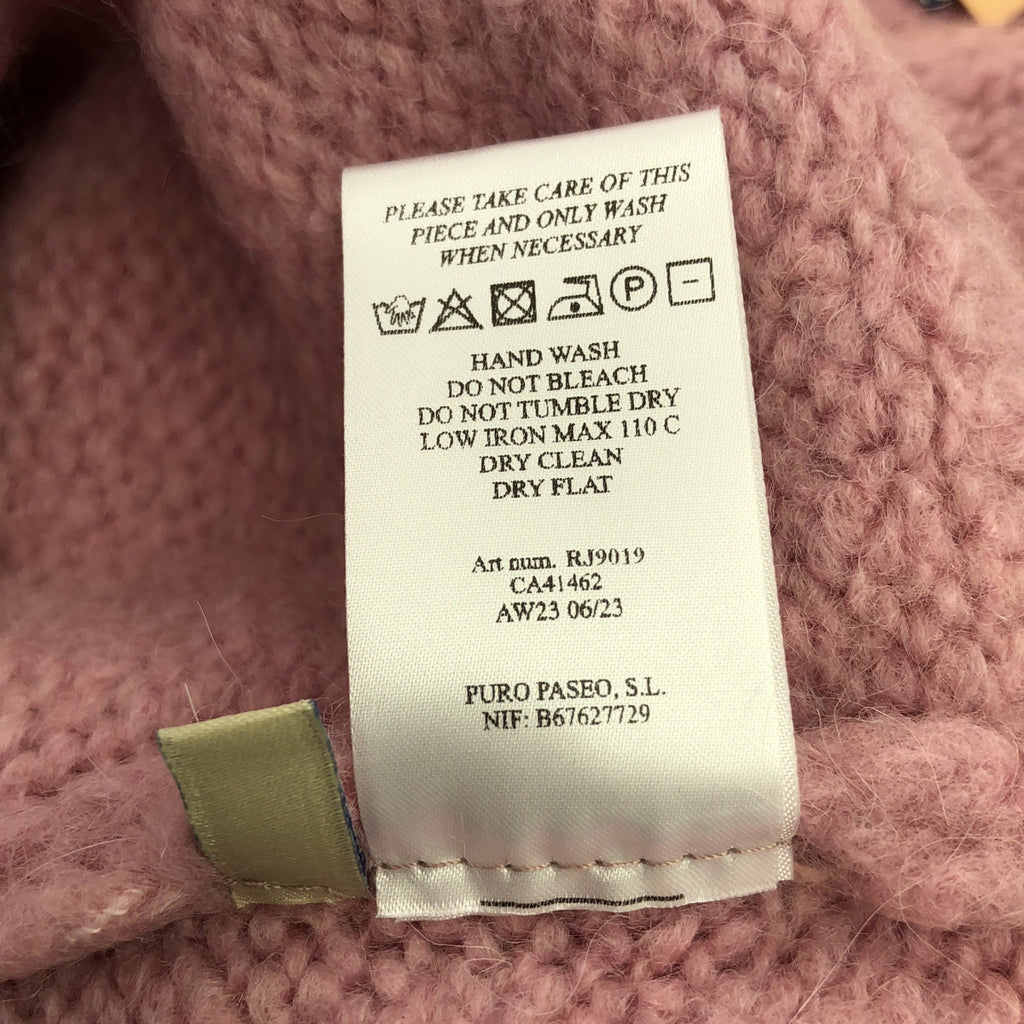 PLEASE TAKE CARE OF THIS
PIECE AND ONLY WASH
WHEN NECESSARY
P
HAND WASH
DO NOT BLEACH
DO NOT TUMBLE DRY
LOW IRON MAX 110 C
DRY CLEAN
DRY FLAT
Art num. RJ9019
CA41462
AW23 06/23
PURO PASEO, S.L.
NIF: B67627729